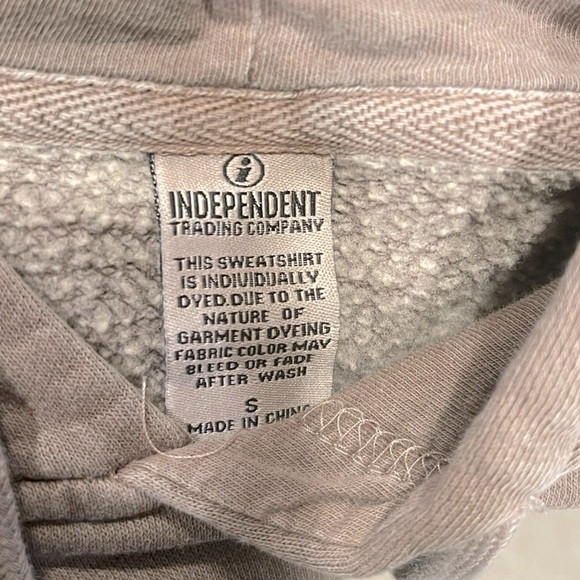 i
INDEPENDENT
TRADING COMPANY
THIS SWEATSHIRT
IS INDIVIDUALLY
DYED.DUE TO THE
NATURE OF
GARMENT DYEING
FABRIC COLOR MAY
BLEED OR FADE
AFTER WASH
S
MADE IN CHINA